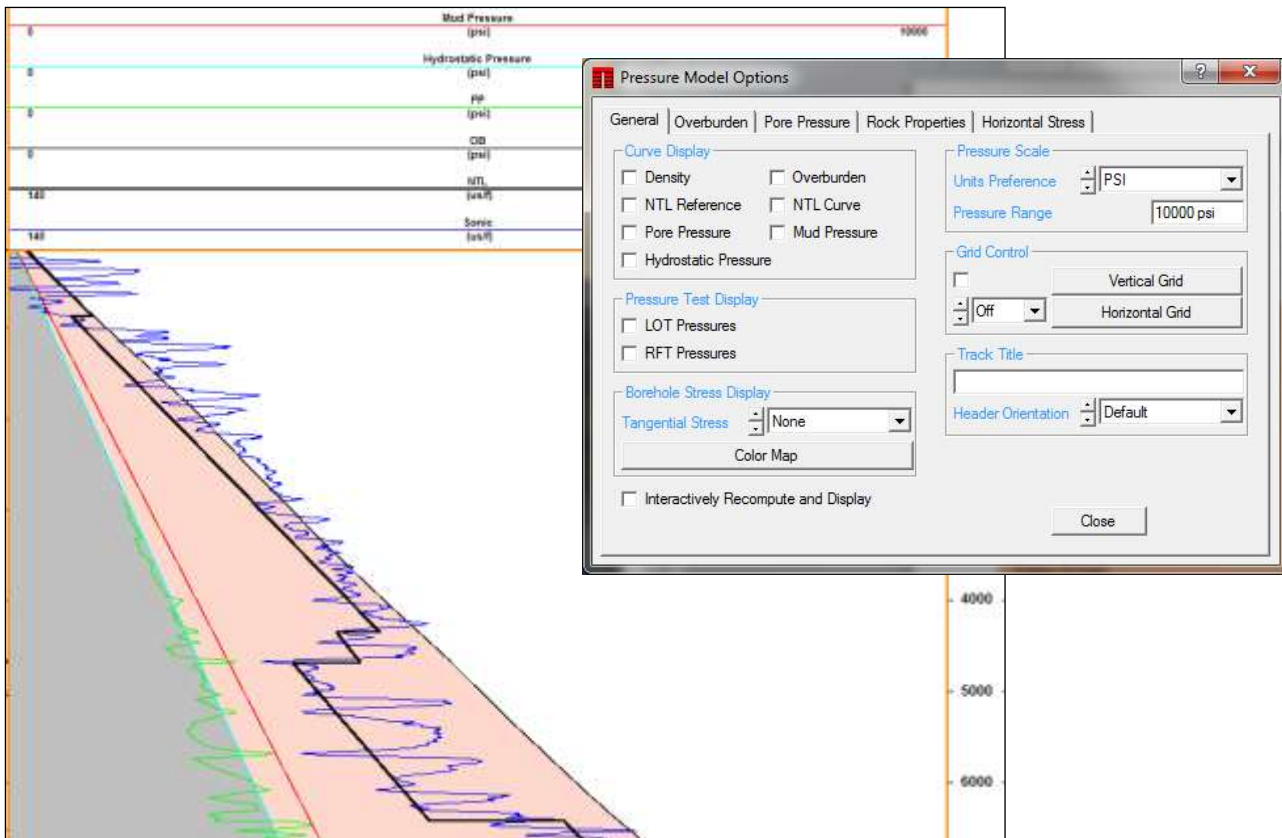 Mud Pressure
0 (psi) 10000
Hydrostatic Pressure
0 (psi)
PP
0 (psi)
OB
0 (psi)
NTL
140 (us/f)
Sonic
140 (us/f)
Pressure Model Options
General Overburden Pore Pressure Rock Properties Horizontal Stress
Curve Display
Density Overburden
NTL Reference NTL Curve
Pore Pressure Mud Pressure
Hydrostatic Pressure
Pressure Test Display
LOT Pressures
RFT Pressures
Borehole Stress Display
Tangential Stress None
Color Map
Interactively Recompute and Display
Pressure Scale
Units Preference PSI
Pressure Range 10000 psi
Grid Control
Vertical Grid
Off Horizontal Grid
Track Title
Header Orientation Default
Close
4000
5000
6000